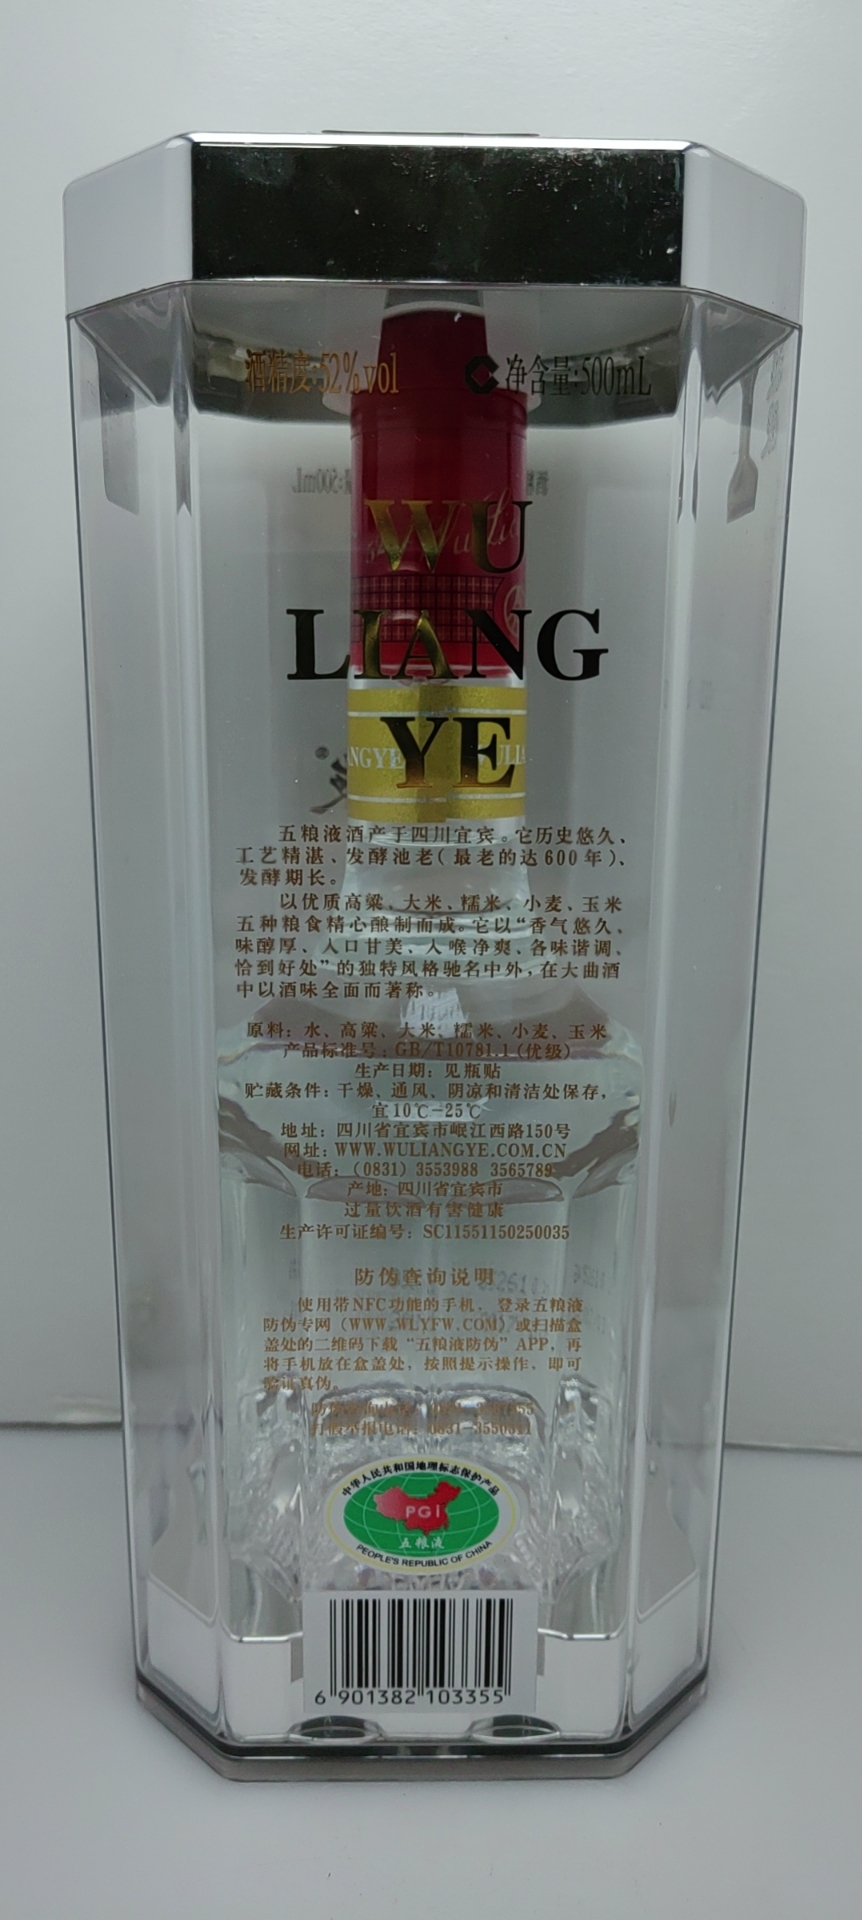 酒精度:52%vol 净含量:500mL
WU
LIANG
YE
NGYE
ULIA
五粮液酒产于四川宜宾。它历史悠久、
工艺精湛、发酵池老(最老的达600年)、
发酵期长。
以优质高粱、大米、糯米、小麦、玉米
五种粮食精心酿制而成。它以“香气悠久、
味醇厚、入口甘美、入喉净爽、各味谐调、
恰到好处”的独特风格驰名中外,在大曲酒
中以酒味全面而著称。
原料: 水、高粱、大米、糯米、小麦、玉米
产品标准号: GB/T10781.1(优级)
生产日期: 见瓶贴
贮藏条件: 干燥、通风、阴凉和清洁处保存,
宜10℃-25℃
地址: 四川省宜宾市岷江西路150号
网址: WWW.WULIANGYE.COM.CN
电话: (0831) 3553988 3565789
产地: 四川省宜宾市
过量饮酒有害健康
生产许可证编号: SC11551150250035
防伪查询说明
使用带NFC功能的手机, 登录五粮液
防伪专网 (WWW.WLYFW.COM) 或扫描盒
盖处的二维码下载 “五粮液防伪” APP, 再
将手机放在盒盖处, 按照提示操作, 即可
验证真伪。
打假举报电话:
中华人民共和国地理标志保护产品
PGI
五粮液
PEOPLE'S REPUBLIC OF CHINA
6 901382 103355